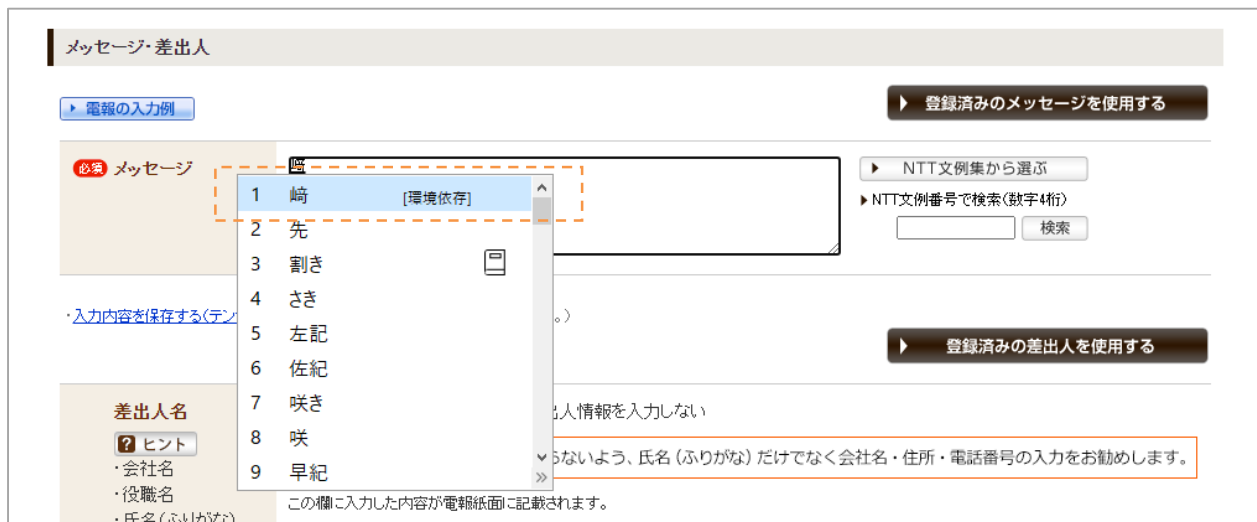 メッセージ・差出人
電報の入力例
登録済みのメッセージを使用する
必須 メッセージ
﨑
NTT文例集から選ぶ
NTT文例番号で検索(数字4桁)
検索
1 﨑 [環境依存]
2 先
3 割き
4 さき
5 左記
6 佐紀
7 咲き
8 咲
9 早紀
・入力内容を保存する(テン
。)
登録済みの差出人を使用する
差出人名
出人情報を入力しない
? ヒント
らないよう、氏名(ふりがな)だけでなく会社名・住所・電話番号の入力をお勧めします。
・会社名
・役職名
この欄に入力した内容が電報紙面に記載されます。
・氏名(ふりがな)